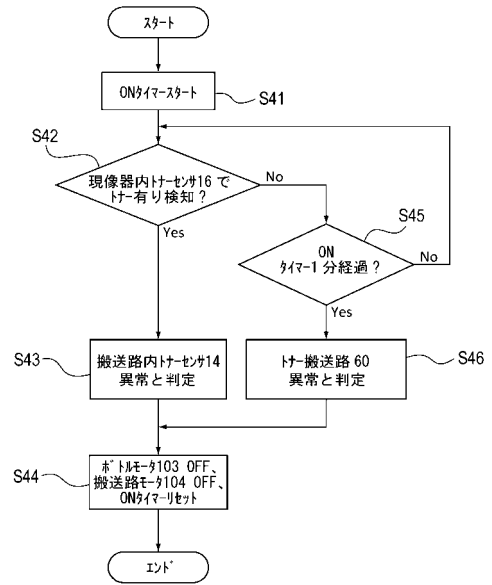 スタート
ONタイマースタート
S41
S42
現像器内トナーセンサ16で
トナー有り検知?
No
Yes
S45
ON
タイマー1分経過?
No
Yes
S43
搬送路内トナーセンサ14
異常と判定
トナー搬送路60
異常と判定
S46
S44
ボトルモータ103 OFF、
搬送路モータ104 OFF、
ONタイマーリセット
エンド